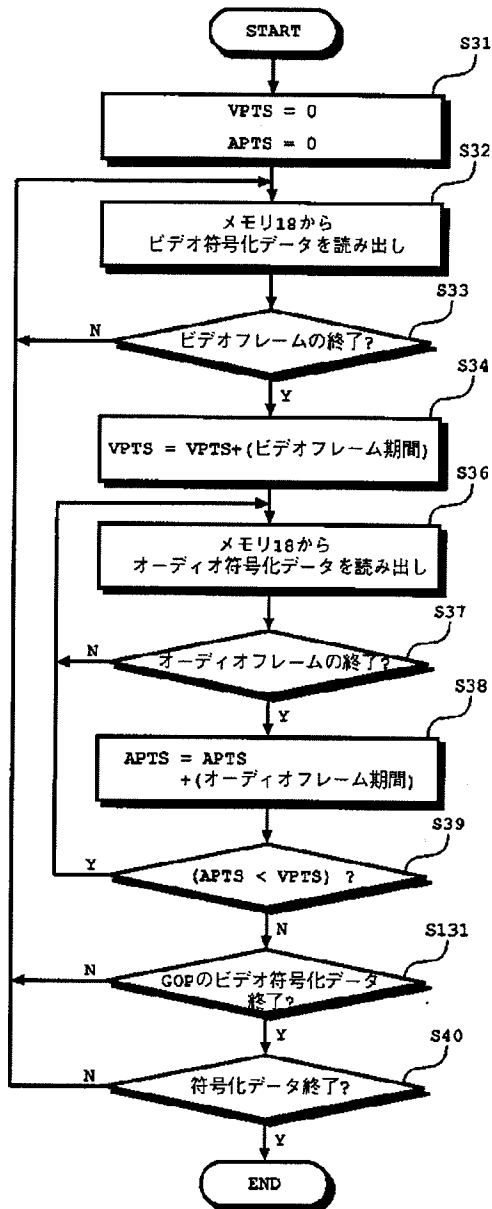 START
S31
VPTS = 0
APTS = 0
S32
メモリ18から
ビデオ符号化データを読み出し
S33
N
ビデオフレームの終了?
Y
S34
VPTS = VPTS+(ビデオフレーム期間)
S36
メモリ18から
オーディオ符号化データを読み出し
S37
N
オーディオフレームの終了?
Y
S38
APTS = APTS
+(オーディオフレーム期間)
S39
Y
(APTS < VPTS) ?
N
S131
N
GOPのビデオ符号化データ
終了?
Y
S40
N
符号化データ終了?
Y
END